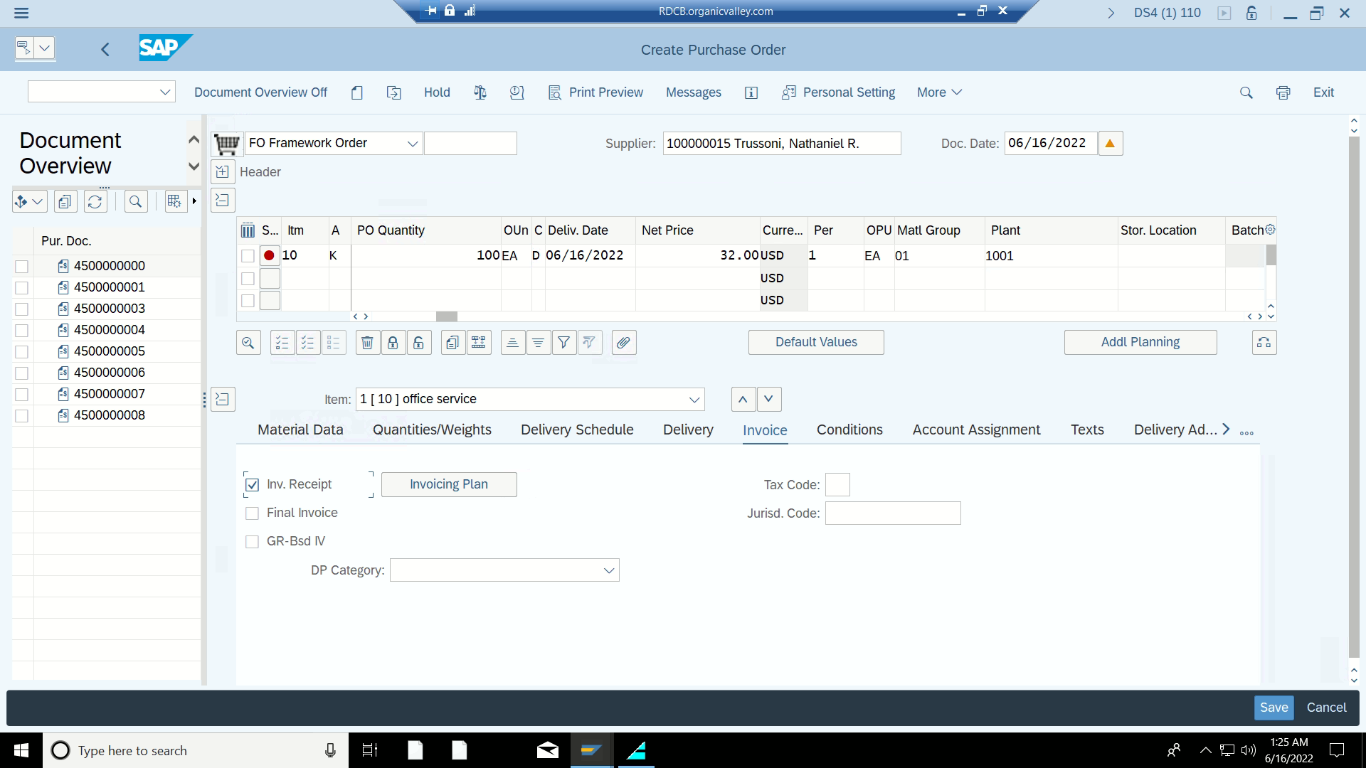 RDCB.organicvalley.com
DS4 (1) 110
SAP
Create Purchase Order
Document Overview Off
Hold
Print Preview
Messages
Personal Setting
More
Exit
Document
Overview
FO Framework Order
Supplier:
100000015 Trussoni, Nathaniel R.
Doc. Date:
06/16/2022
Header
S... Itm A PO Quantity OUn C Deliv. Date Net Price Curre... Per OPU Matl Group Plant Stor. Location Batch
10 K 100 EA D 06/16/2022 32.00 USD 1 EA 01 1001
USD
USD
Pur. Doc.
4500000000
4500000001
4500000003
4500000004
4500000005
4500000006
4500000007
4500000008
Default Values
Addl Planning
Item:
1 [ 10 ] office service
Material Data
Quantities/Weights
Delivery Schedule
Delivery
Invoice
Conditions
Account Assignment
Texts
Delivery Ad...
Inv. Receipt
Invoicing Plan
Tax Code:
Final Invoice
Jurisd. Code:
GR-Bsd IV
DP Category:
Save
Cancel
Type here to search
1:25 AM
6/16/2022